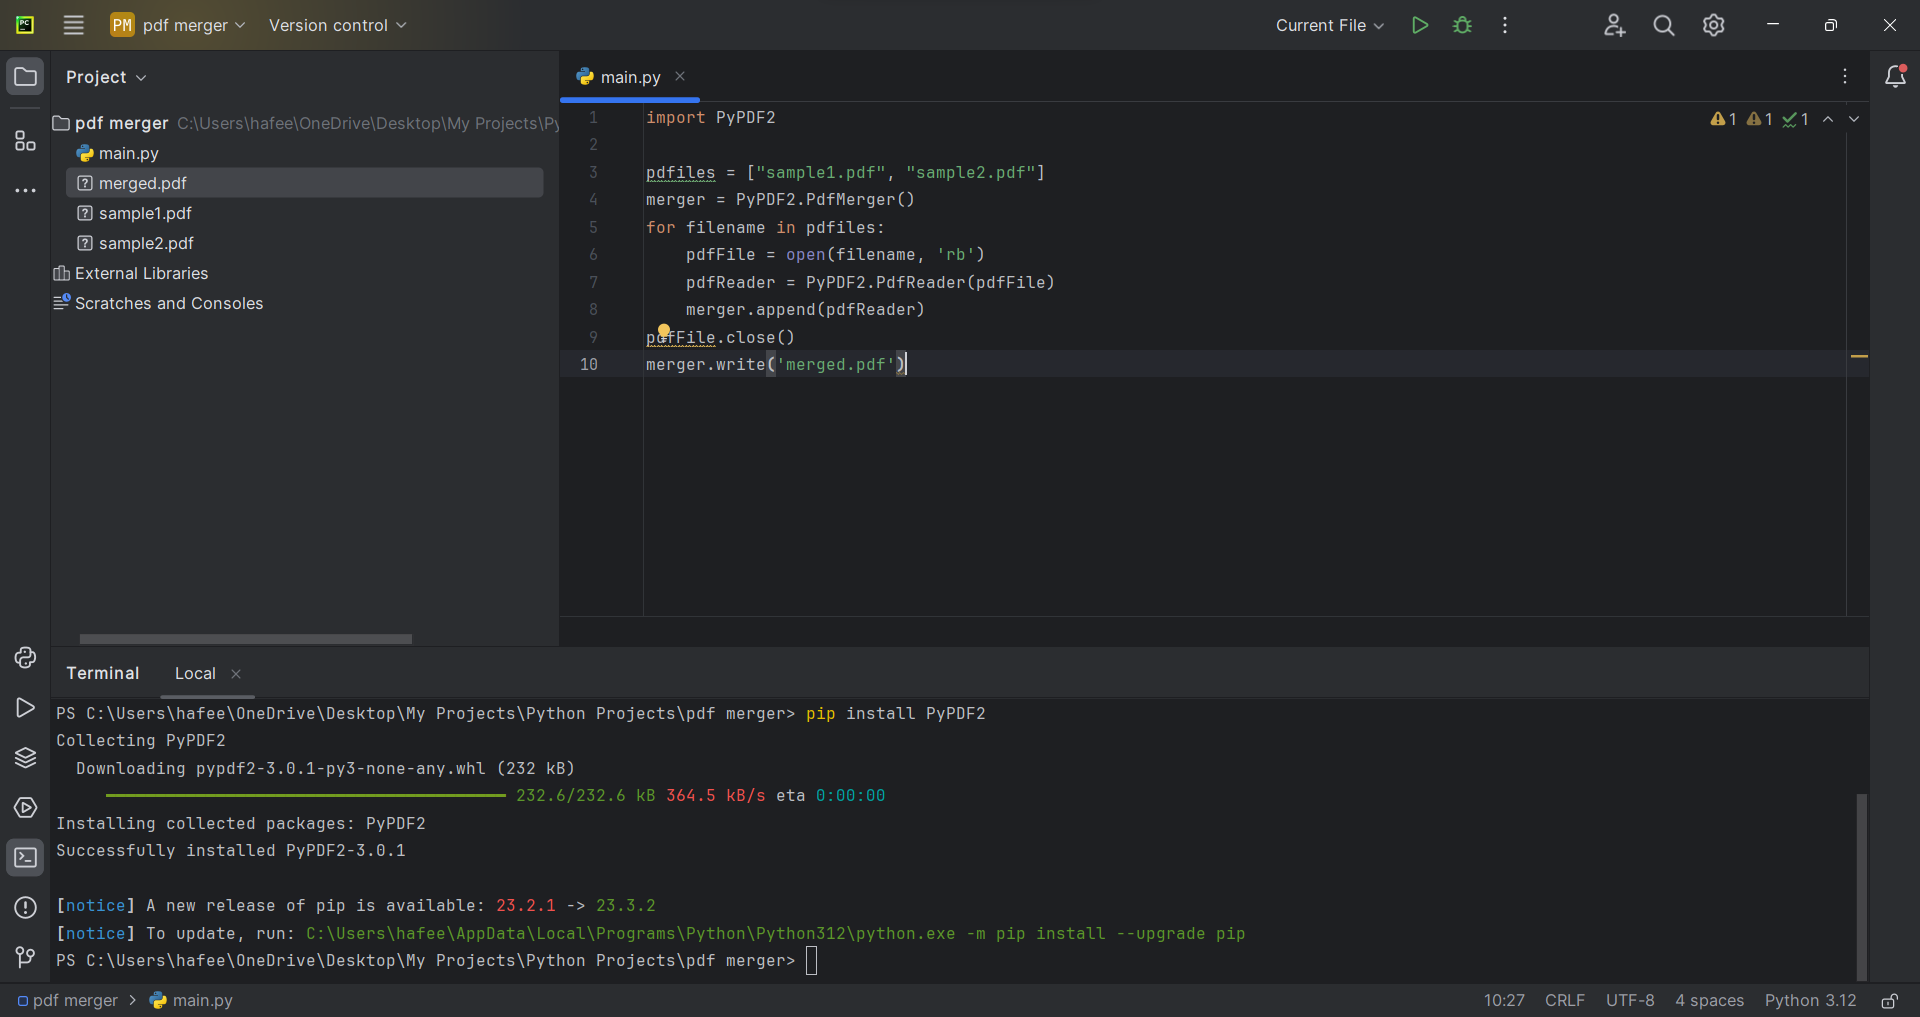 PC PM pdf merger Version control Current File
Project
main.py
pdf merger C:\Users\hafee\OneDrive\Desktop\My Projects\Py
main.py
merged.pdf
sample1.pdf
sample2.pdf
External Libraries
Scratches and Consoles
1 import PyPDF2
2
3 pdfiles = ["sample1.pdf", "sample2.pdf"]
4 merger = PyPDF2.PdfMerger()
5 for filename in pdfiles:
6     pdfFile = open(filename, 'rb')
7     pdfReader = PyPDF2.PdfReader(pdfFile)
8     merger.append(pdfReader)
9 pdfFile.close()
10 merger.write('merged.pdf')
1 1 1
Terminal Local
PS C:\Users\hafee\OneDrive\Desktop\My Projects\Python Projects\pdf merger> pip install PyPDF2
Collecting PyPDF2
  Downloading pypdf2-3.0.1-py3-none-any.whl (232 kB)
232.6/232.6 kB 364.5 kB/s eta 0:00:00
Installing collected packages: PyPDF2
Successfully installed PyPDF2-3.0.1
[notice] A new release of pip is available: 23.2.1 -> 23.3.2
[notice] To update, run: C:\Users\hafee\AppData\Local\Programs\Python\Python312\python.exe -m pip install --upgrade pip
PS C:\Users\hafee\OneDrive\Desktop\My Projects\Python Projects\pdf merger>
pdf merger > main.py 10:27 CRLF UTF-8 4 spaces Python 3.12